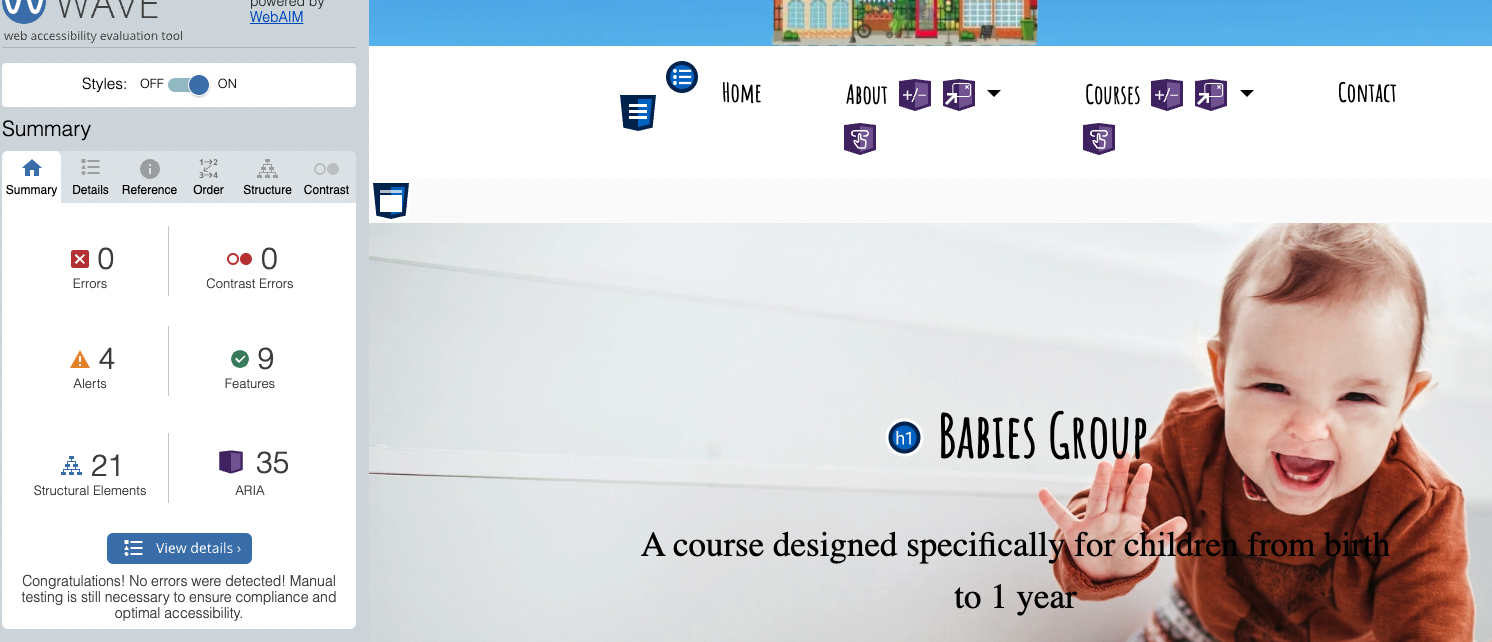 WAVE
powered by
WebAIM
web accessibility evaluation tool
Styles: OFF ON
Summary
Summary Details Reference Order Structure Contrast
0 0
Errors Contrast Errors
4 9
Alerts Features
21 35
Structural Elements ARIA
View details ›
Congratulations! No errors were detected! Manual
testing is still necessary to ensure compliance and
optimal accessibility.
Home About +/- Courses +/- Contact
h1 Babies Group
A course designed specifically for children from birth
to 1 year